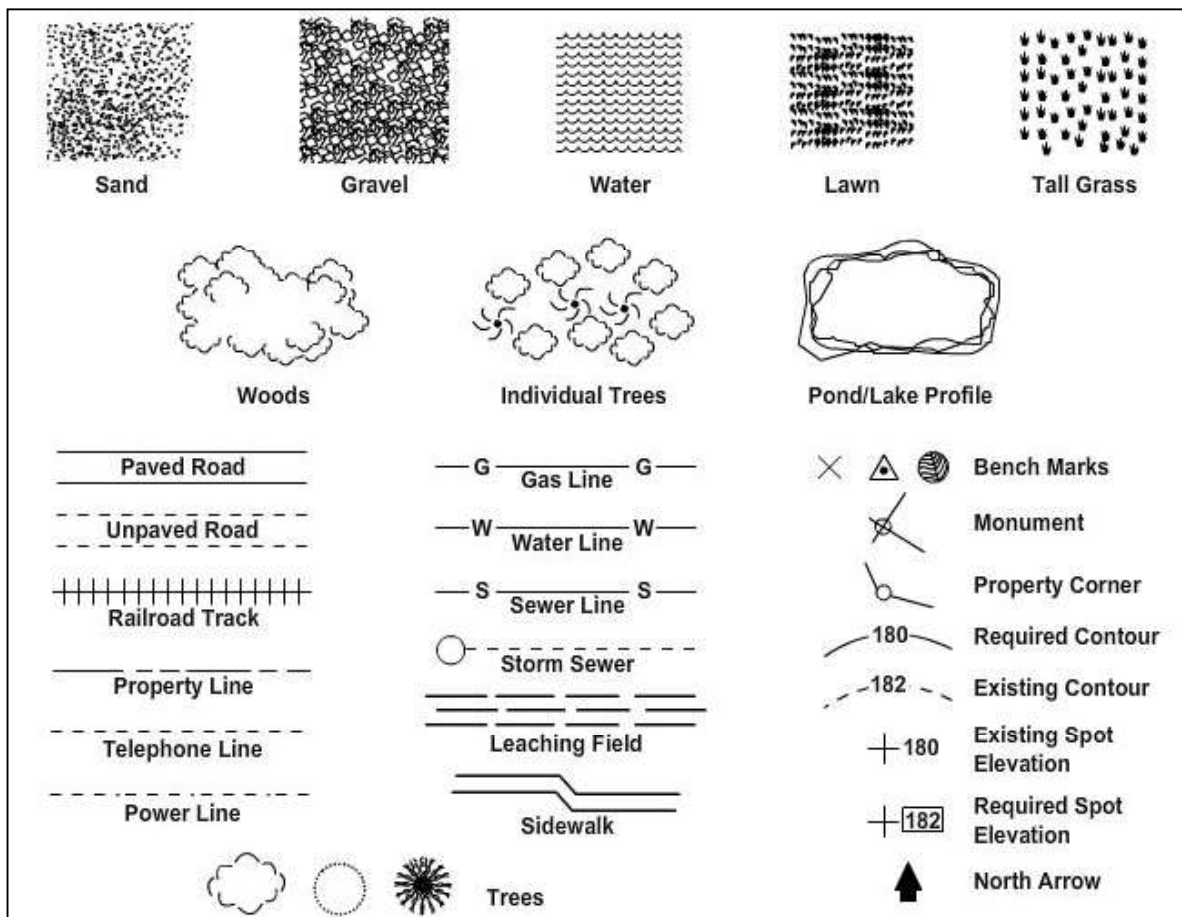 Sand
Gravel
Water
Lawn
Tall Grass
Woods
Individual Trees
Pond/Lake Profile
Paved Road
Unpaved Road
Railroad Track
Property Line
Telephone Line
Power Line
G G
Gas Line
W W
Water Line
S S
Sewer Line
Storm Sewer
Leaching Field
Sidewalk
Bench Marks
Monument
Property Corner
180 Required Contour
182 Existing Contour
180 Existing Spot
Elevation
182 Required Spot
Elevation
North Arrow
Trees